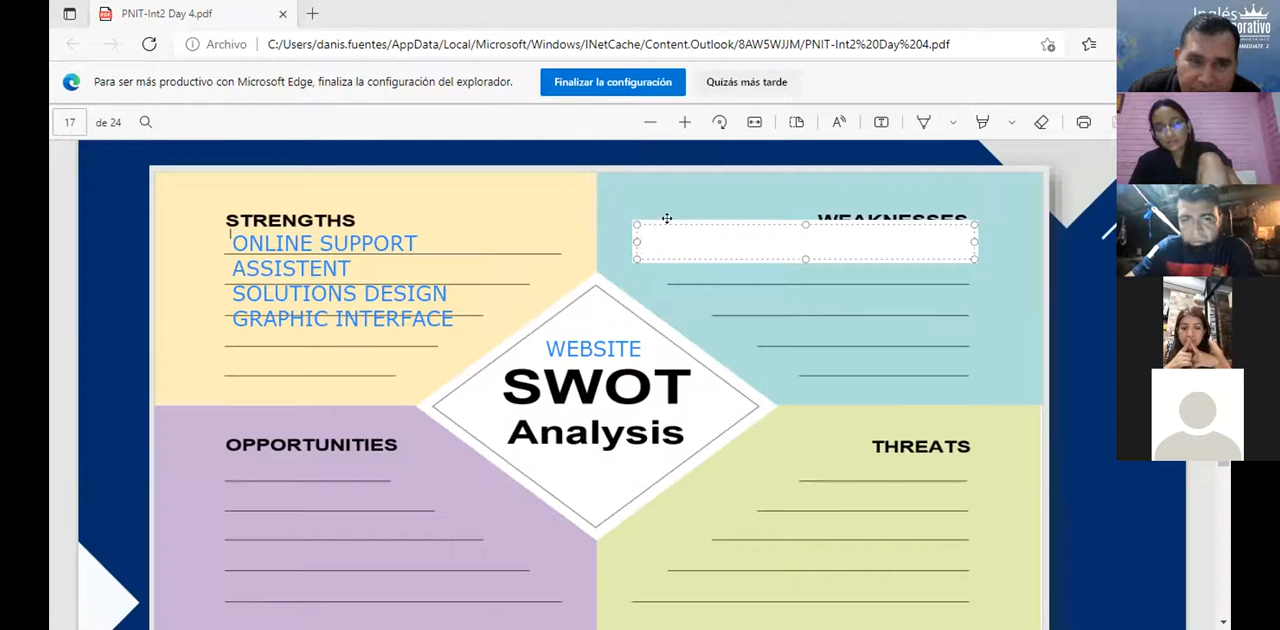 PNIT-Int2 Day 4.pdf
Archivo
C:/Users/danis.fuentes/AppData/Local/Microsoft/Windows/INetCache/Content.Outlook/8AW5WJJM/PNIT-Int2%20Day%204.pdf
Para ser más productivo con Microsoft Edge, finaliza la configuración del explorador.
Finalizar la configuración
Quizás más tarde
17 de 24
STRENGTHS
ONLINE SUPPORT
ASSISTENT
SOLUTIONS DESIGN
GRAPHIC INTERFACE
WEAKNESSES
WEBSITE
SWOT
Analysis
OPPORTUNITIES
THREATS
Inglés